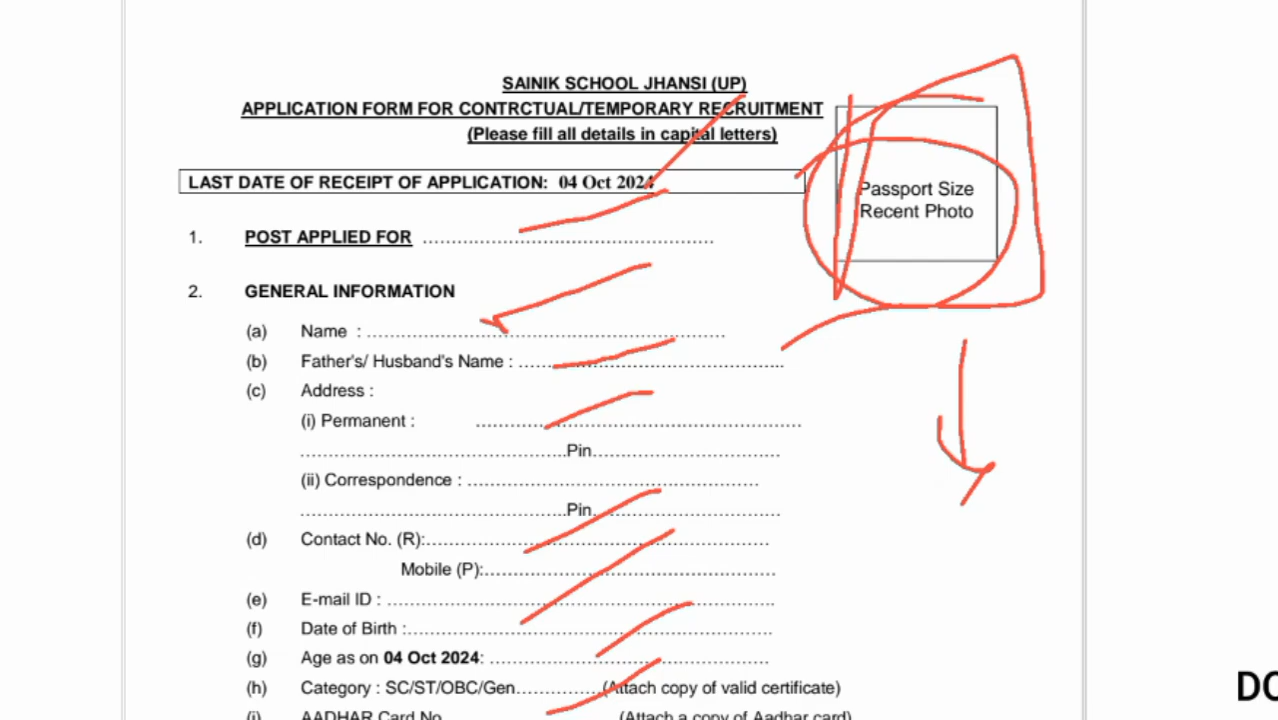 SAINIK SCHOOL JHANSI (UP)
APPLICATION FORM FOR CONTRCTUAL/TEMPORARY RECRUITMENT
(Please fill all details in capital letters)
LAST DATE OF RECEIPT OF APPLICATION: 04 Oct 2024
Passport Size
Recent Photo
1. POST APPLIED FOR ................................................
2. GENERAL INFORMATION
(a) Name : ............................................................
(b) Father's/ Husband's Name : .............................................
(c) Address :
(i) Permanent : ......................................................
............................................Pin...............................
(ii) Correspondence : ................................................
............................................Pin...............................
(d) Contact No. (R):.........................................................
Mobile (P):................................................
(e) E-mail ID : ................................................................
(f) Date of Birth :.............................................................
(g) Age as on 04 Oct 2024: ..............................................
(h) Category : SC/ST/OBC/Gen..............(Attach copy of valid certificate)
(i) AADHAR Card No. (Attach a copy of Aadhar card)